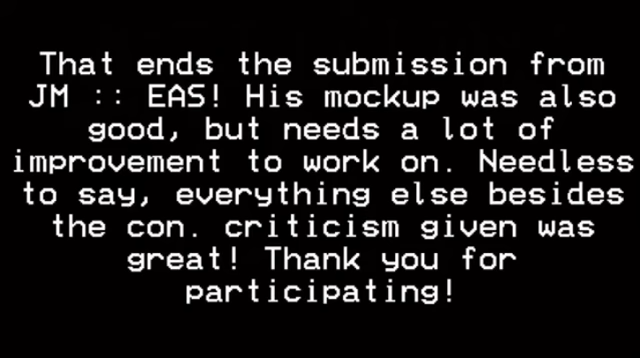 That ends the submission from
JM :: EAS! His mockup was also
good, but needs a lot of
improvement to work on. Needless
to say, everything else besides
the con. criticism given was
great! Thank you for
participating!